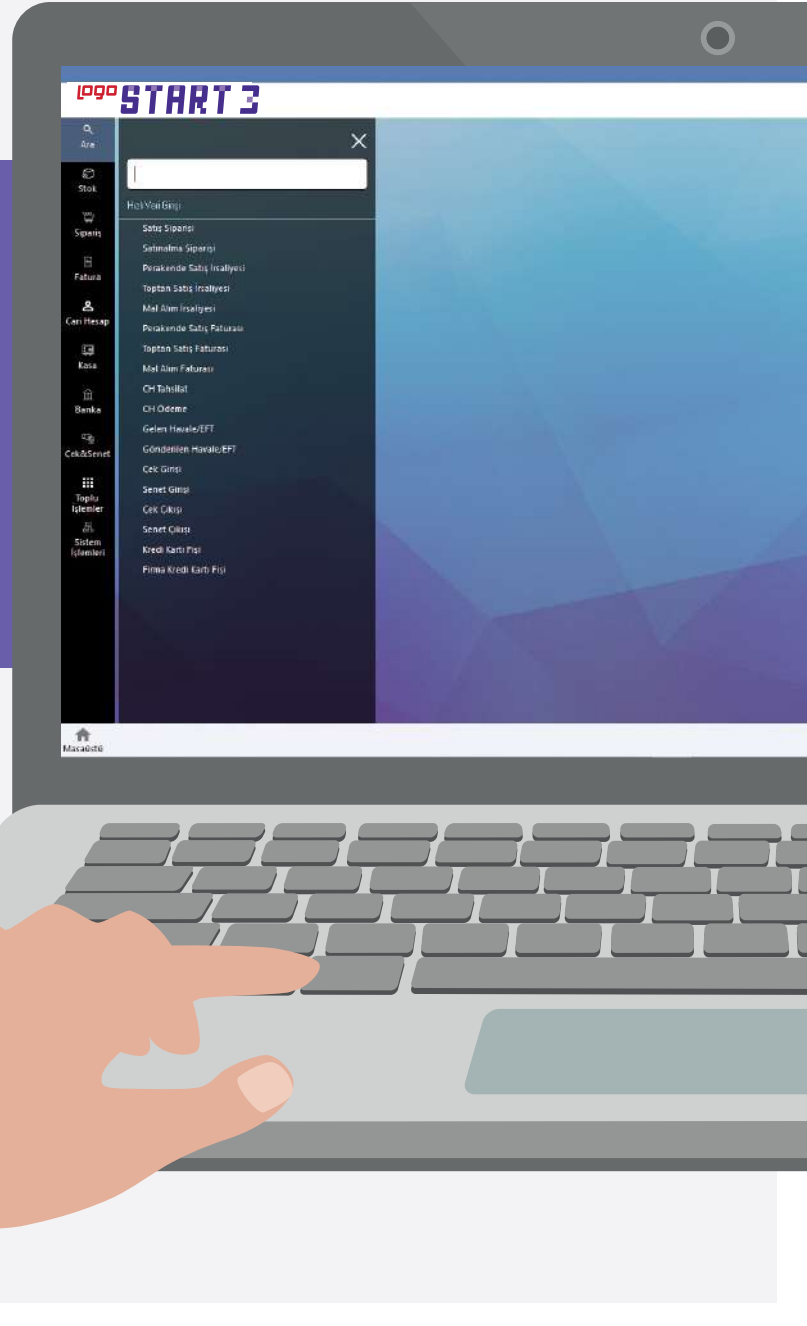 LOGO START 3
Ara
Stok
Sipariş
Fatura
Cari Hesap
Kasa
Banka
Çek&Senet
Toplu
İşlemler
Sistem
İşlemleri
Hızlı Veri Girişi
Satış Siparişi
Satınalma Siparişi
Perakende Satış İrsaliyesi
Toptan Satış İrsaliyesi
Mal Alım İrsaliyesi
Perakende Satış Faturası
Toptan Satış Faturası
Mal Alım Faturası
CH Tahsilat
CH Ödeme
Gelen Havale/EFT
Gönderilen Havale/EFT
Çek Girişi
Senet Girişi
Çek Çıkışı
Senet Çıkışı
Kredi Kartı Fişi
Firma Kredi Kartı Fişi
Masaüstü